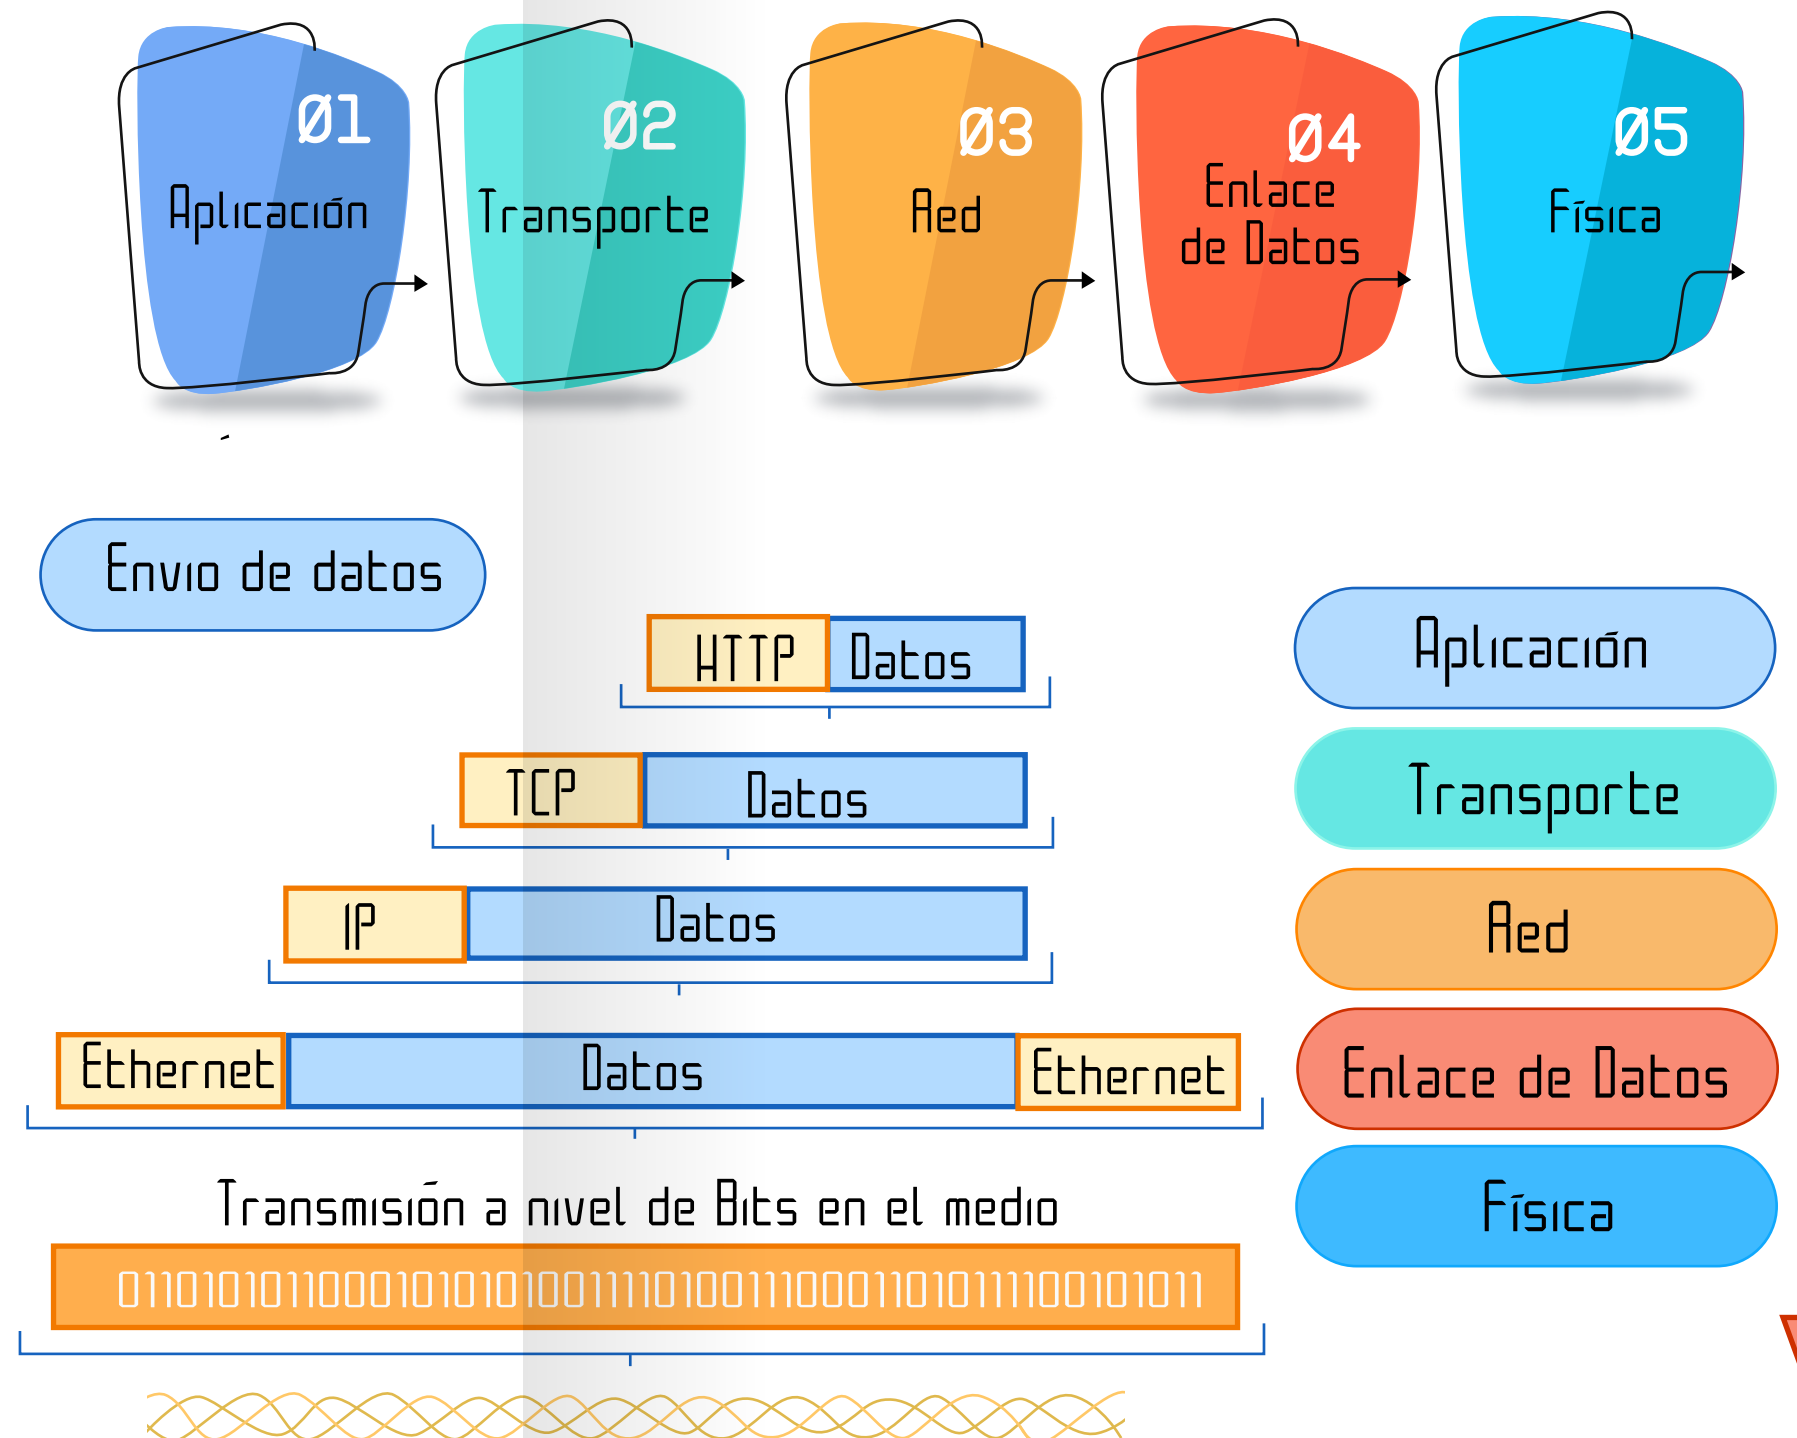 01
Aplicación
02
Transporte
03
Red
04
Enlace
de Datos
05
Física
Envio de datos
HTTP Datos
Aplicación
TCP Datos
Transporte
IP Datos
Red
Ethernet Datos Ethernet
Enlace de Datos
Transmisión a nivel de Bits en el medio
Física
011010101100010101010011110100111000110100111100101011